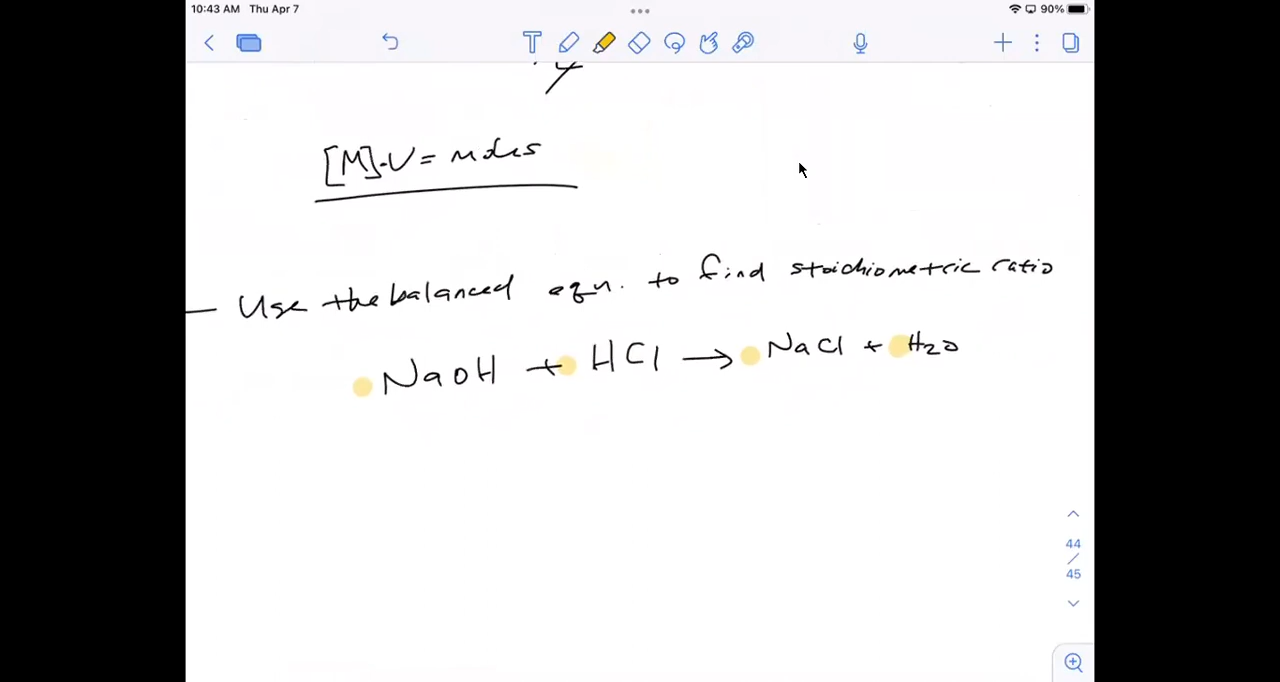 10:43 AM Thu Apr 7
90%
[M]·V = moles
— Use the balanced eqn. to find stoichiometric ratio
NaOH + HCl → NaCl + H2O
44
/
45